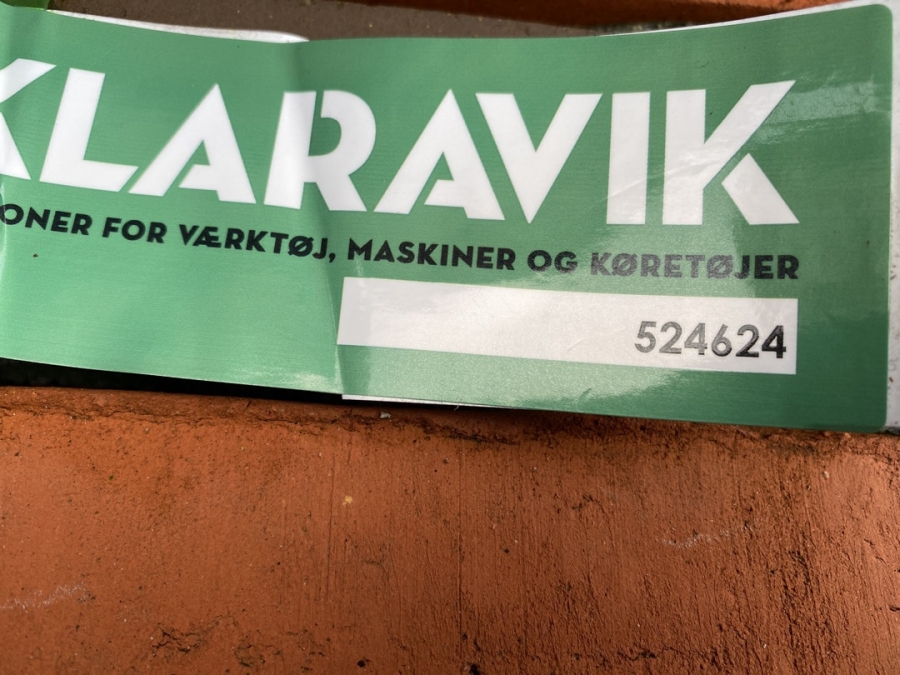 KLARAVIK
ONER FOR VÆRKTØJ, MASKINER OG KØRETØJER
524624